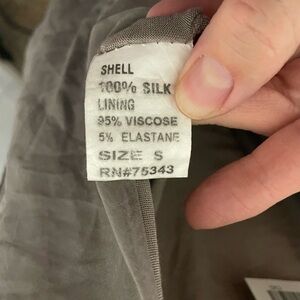 SHELL
100% SILK
LINING
95% VISCOSE
5% ELASTANE
SIZE S
RN#75343